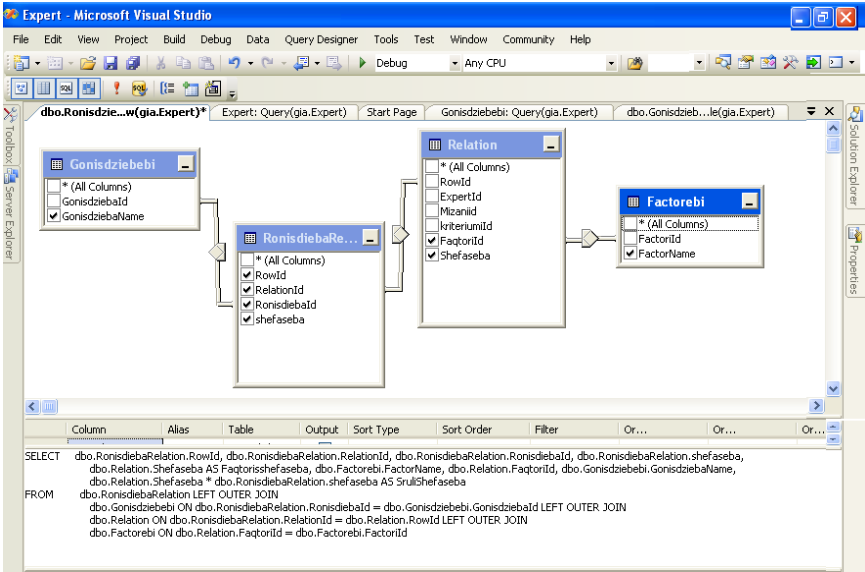 Expert - Microsoft Visual Studio
File Edit View Project Build Debug Data Query Designer Tools Test Window Community Help
Debug Any CPU
dbo.Ronisdzie...w(gia.Expert)* Expert: Query(gia.Expert) Start Page Gonisdziebebi: Query(gia.Expert) dbo.Gonisdzieb...le(gia.Expert)
Toolbox
Server Explorer
Gonisdziebebi
* (All Columns)
GonisdziebaId
GonisdziebaName
RonisdiebaRe...
* (All Columns)
RowId
RelationId
RonisdiebaId
shefaseba
Relation
* (All Columns)
RowId
ExpertId
Mizaniid
kriteriumiId
FaqtoriId
Shefaseba
Factorebi
* (All Columns)
FactoriId
FactorName
Solution Explorer
Properties
Column Alias Table Output Sort Type Sort Order Filter Or... Or... Or...
SELECT dbo.RonisdiebaRelation.RowId, dbo.RonisdiebaRelation.RelationId, dbo.RonisdiebaRelation.RonisdiebaId, dbo.RonisdiebaRelation.shefaseba,
dbo.Relation.Shefaseba AS Faqtorisshefaseba, dbo.Factorebi.FactorName, dbo.Relation.FaqtoriId, dbo.Gonisdziebebi.GonisdziebaName,
dbo.Relation.Shefaseba * dbo.RonisdiebaRelation.shefaseba AS SruliShefaseba
FROM dbo.RonisdiebaRelation LEFT OUTER JOIN
dbo.Gonisdziebebi ON dbo.RonisdiebaRelation.RonisdiebaId = dbo.Gonisdziebebi.GonisdziebaId LEFT OUTER JOIN
dbo.Relation ON dbo.RonisdiebaRelation.RelationId = dbo.Relation.RowId LEFT OUTER JOIN
dbo.Factorebi ON dbo.Relation.FaqtoriId = dbo.Factorebi.FactoriId